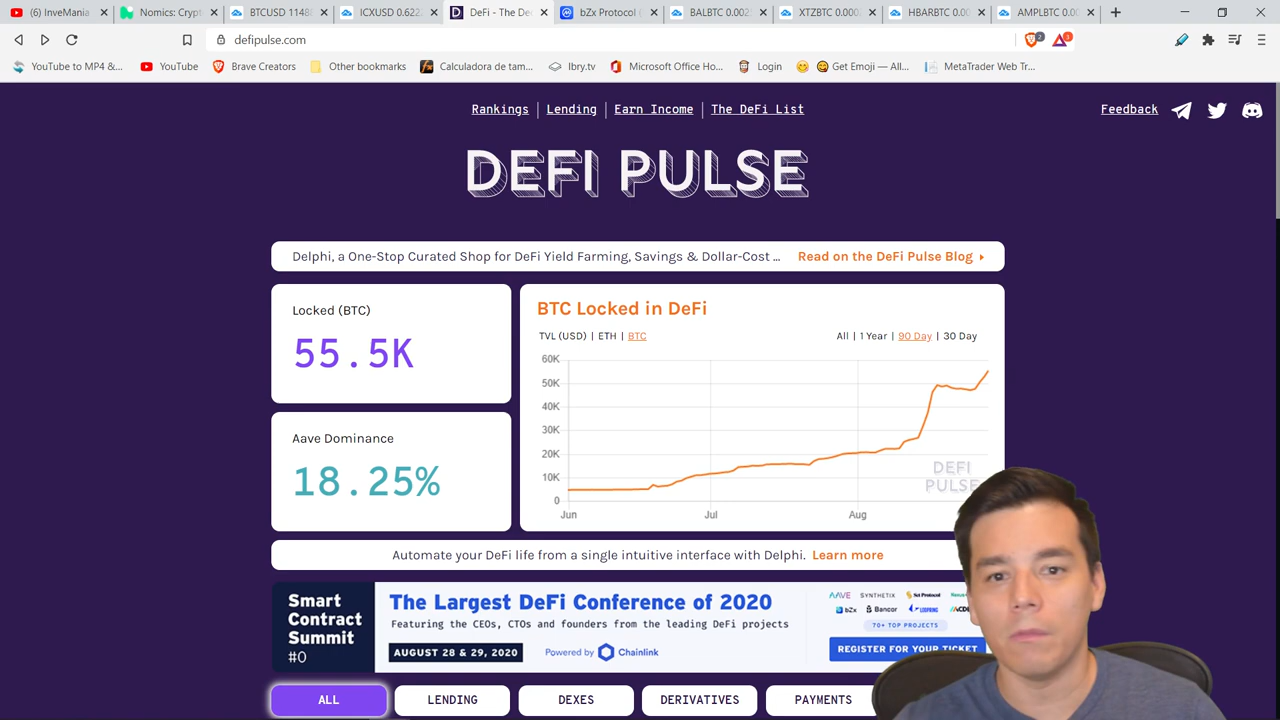 (6) InveMania
Nomics: Crypt
BTCUSD 1148
ICXUSD 0.622
DeFi - The De
bZx Protocol (
BALBTC 0.002
XTZBTC 0.000
HBARBTC 0.00
AMPLBTC 0.00
defipulse.com
2
3
YouTube to MP4 &...
YouTube
Brave Creators
Other bookmarks
Calculadora de tam...
lbry.tv
Microsoft Office Ho...
Login
Get Emoji — All...
MetaTrader Web Tr...
Rankings | Lending | Earn Income | The DeFi List
Feedback
DEFI PULSE
Delphi, a One-Stop Curated Shop for DeFi Yield Farming, Savings & Dollar-Cost ...
Read on the DeFi Pulse Blog
Locked (BTC)
55.5K
Aave Dominance
18.25%
BTC Locked in DeFi
TVL (USD) | ETH | BTC
All | 1 Year | 90 Day | 30 Day
60K
50K
40K
30K
20K
10K
0
Jun
Jul
Aug
DEFI
PULSE
Automate your DeFi life from a single intuitive interface with Delphi. Learn more
Smart
Contract
Summit
#0
The Largest DeFi Conference of 2020
Featuring the CEOs, CTOs and founders from the leading DeFi projects
AUGUST 28 & 29, 2020
Powered by Chainlink
AAVE SYNTHETIX
bZx Bancor
70+ TOP PROJECTS
REGISTER FOR YOUR TICKET
ALL
LENDING
DEXES
DERIVATIVES
PAYMENTS